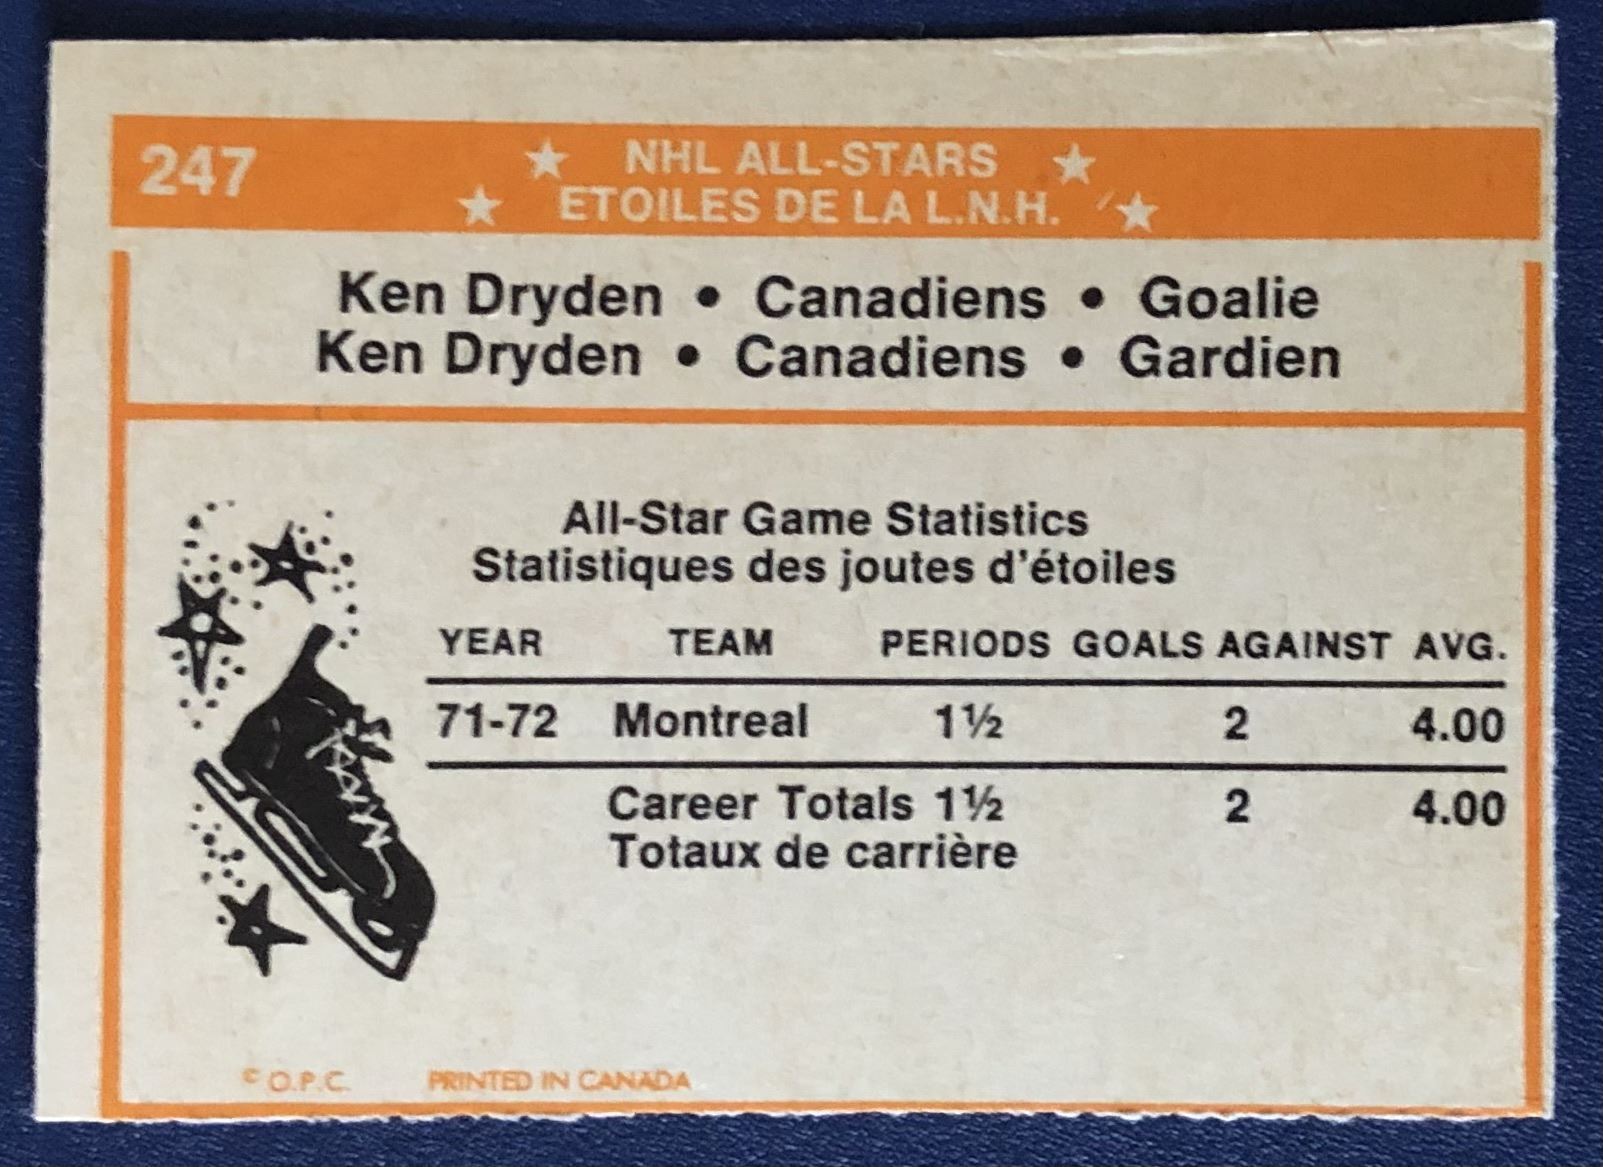 247
NHL ALL-STARS
ETOILES DE LA L.N.H.
Ken Dryden • Canadiens • Goalie
Ken Dryden • Canadiens • Gardien
All-Star Game Statistics
Statistiques des joutes d'étoiles
YEAR TEAM PERIODS GOALS AGAINST AVG.
71-72 Montreal 1½ 2 4.00
Career Totals 1½ 2 4.00
Totaux de carrière
© O.P.C. PRINTED IN CANADA